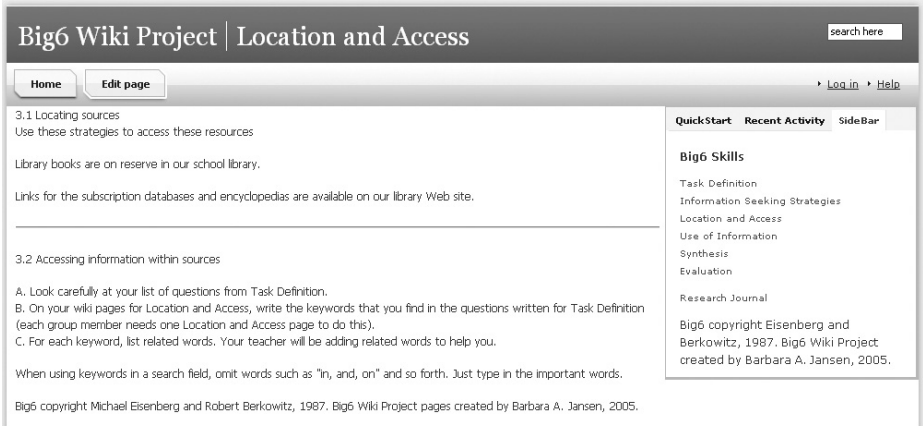 Big6 Wiki Project | Location and Access
search here
Home
Edit page
Log in
Help
3.1 Locating sources
Use these strategies to access these resources
Library books are on reserve in our school library.
Links for the subscription databases and encyclopedias are available on our library Web site.
3.2 Accessing information within sources
A. Look carefully at your list of questions from Task Definition.
B. On your wiki pages for Location and Access, write the keywords that you find in the questions written for Task Definition
(each group member needs one Location and Access page to do this).
C. For each keyword, list related words. Your teacher will be adding related words to help you.
When using keywords in a search field, omit words such as "in, and, on" and so forth. Just type in the important words.
Big6 copyright Michael Eisenberg and Robert Berkowitz, 1987. Big6 Wiki Project pages created by Barbara A. Jansen, 2005.
QuickStart Recent Activity SideBar
Big6 Skills
Task Definition
Information Seeking Strategies
Location and Access
Use of Information
Synthesis
Evaluation
Research Journal
Big6 copyright Eisenberg and
Berkowitz, 1987. Big6 Wiki Project
created by Barbara A. Jansen, 2005.